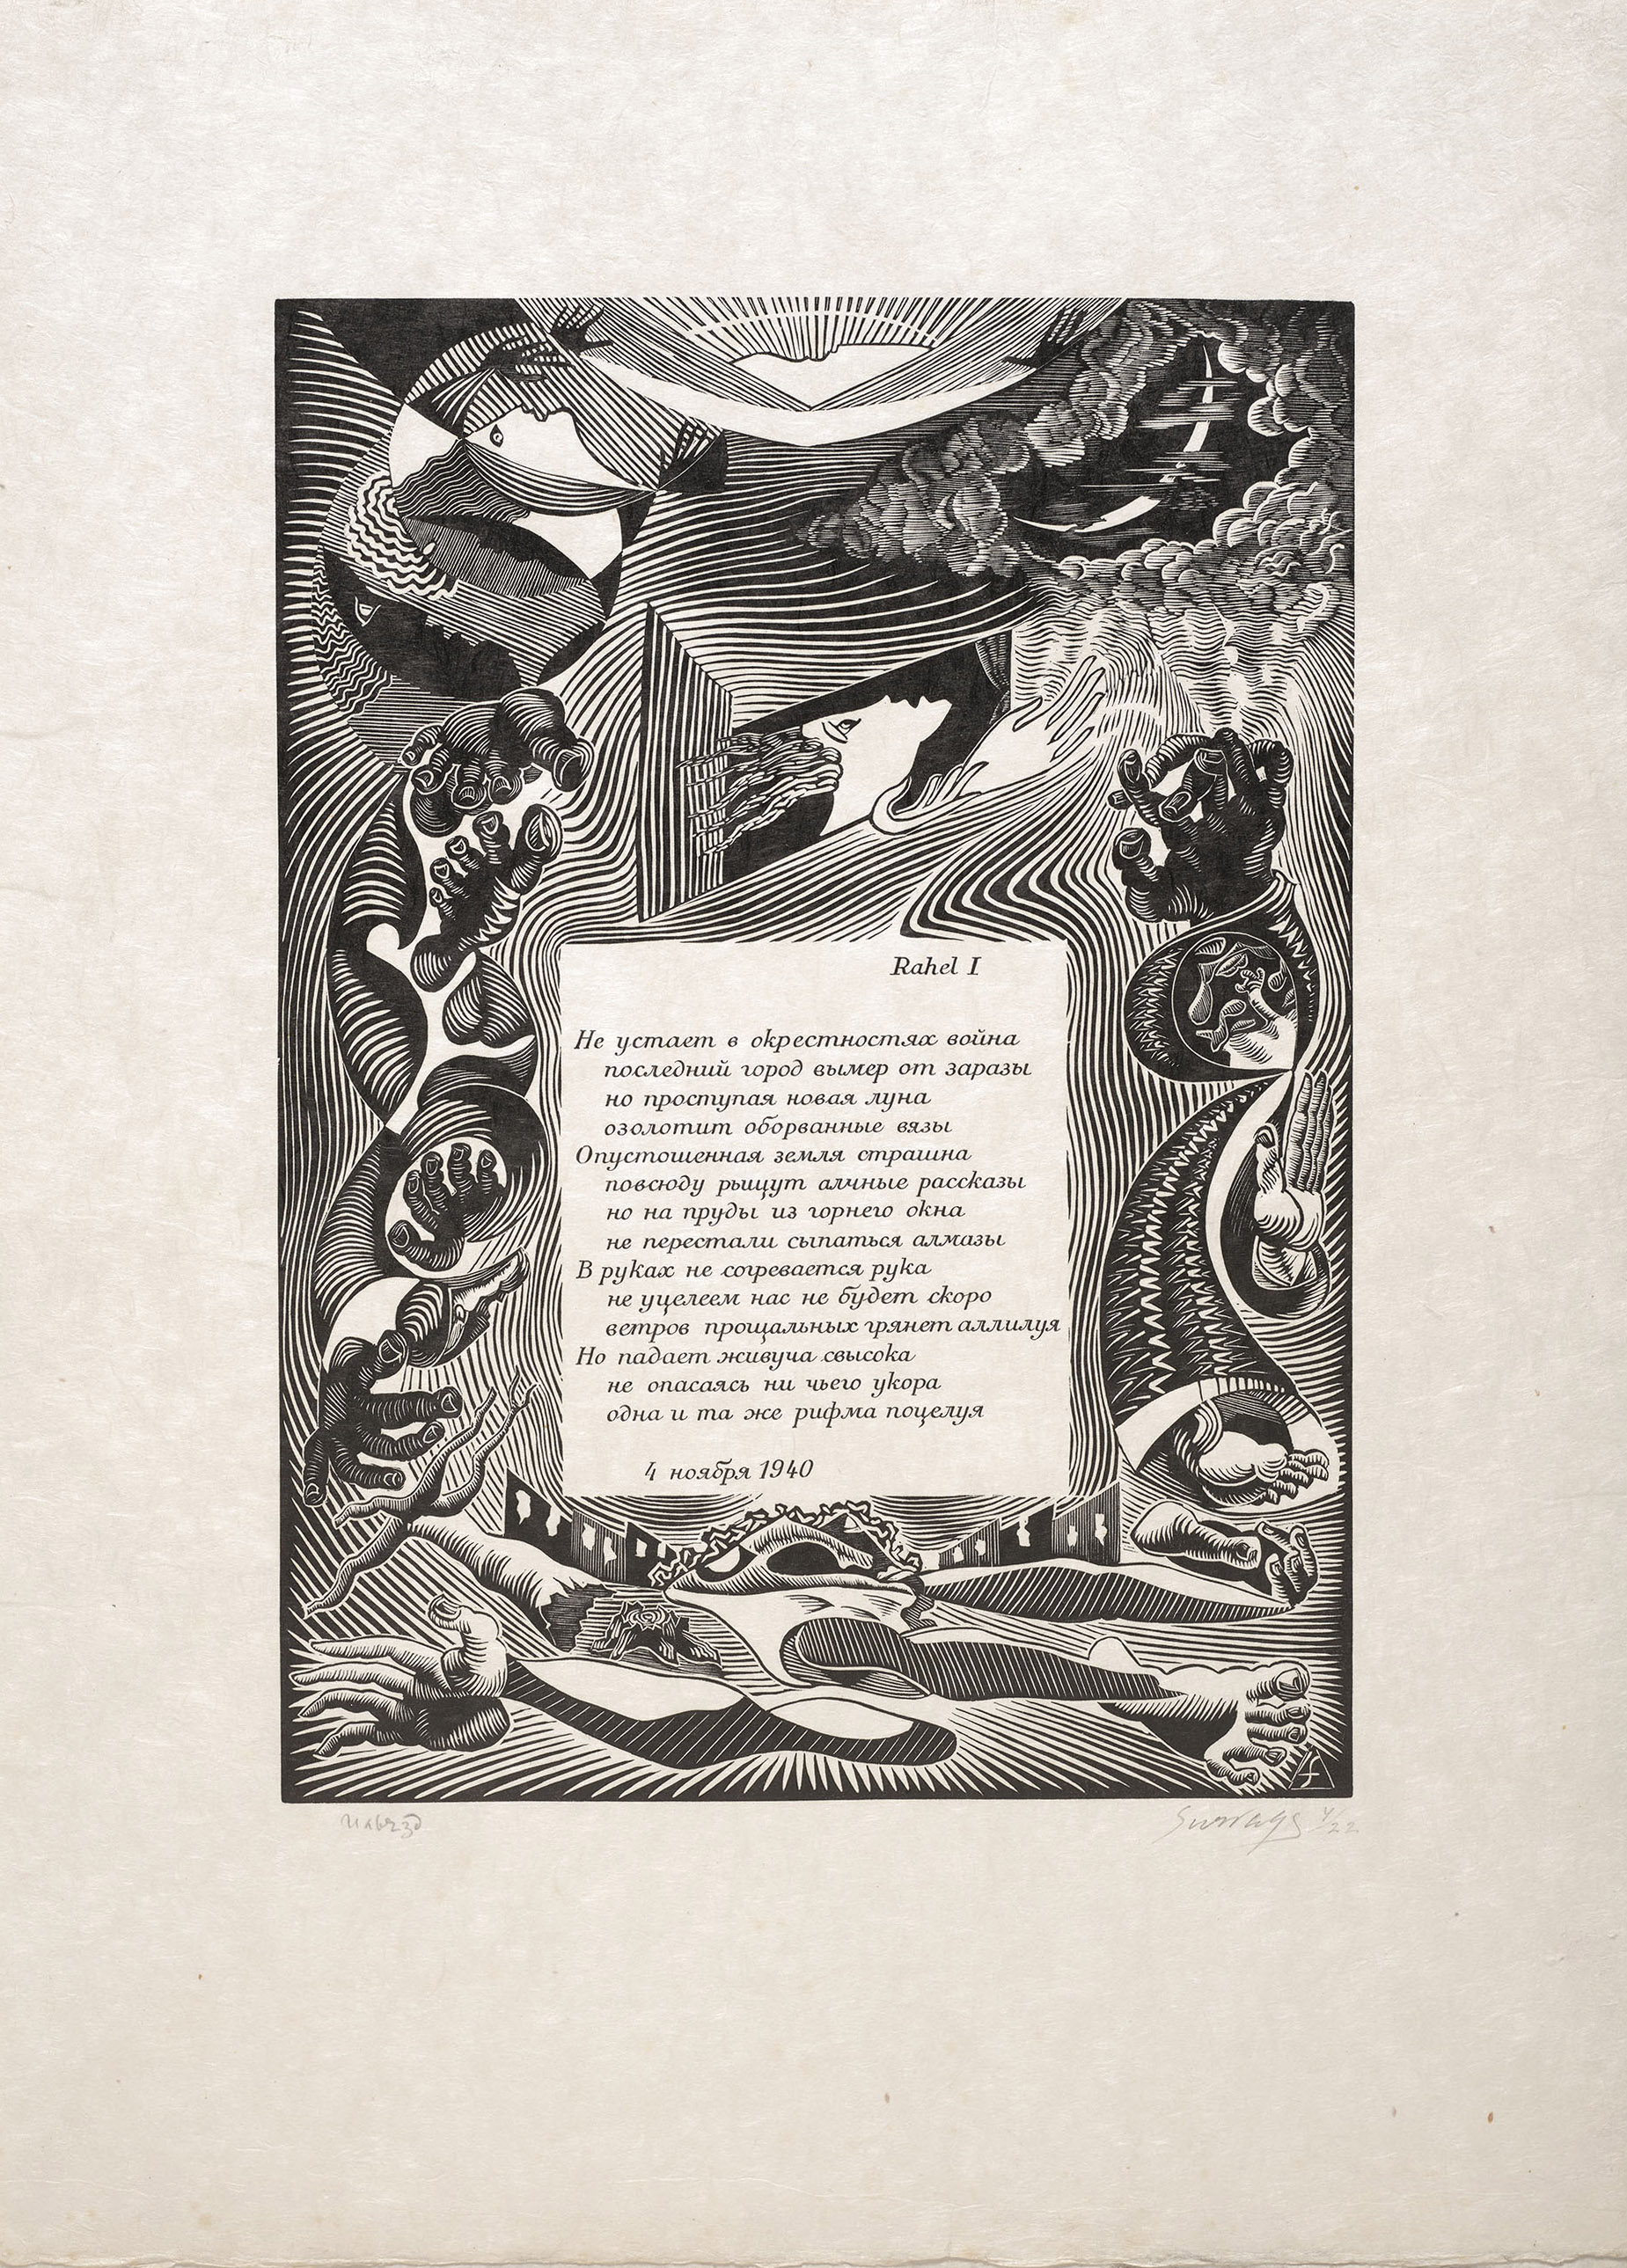 Rahel I
Не устает в окрестностях война
последний город вымер от заразы
но проступая новая луна
озолотит оборванные вязы
Опустошенная земля страшна
повсюду рыщут алчные рассказы
но на пруды из горнего окна
не перестали сыпаться алмазы
В руках не согревается рука
не уцелеем нас не будет скоро
ветров прощальных грянет аллилуя
Но падает живуча свысока
не опасаясь ни чьего укора
одна и та же рифма поцелуя
4 ноября 1940
Ильязд
Survage /22